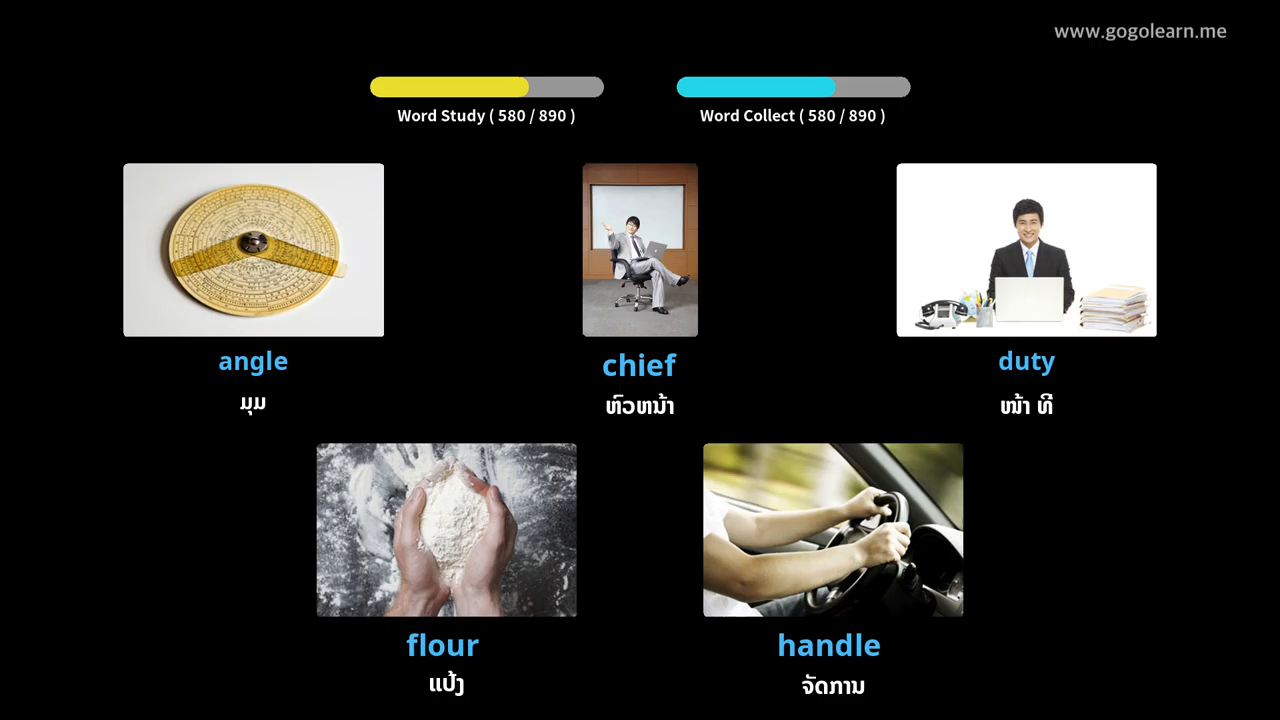 www.gogolearn.me
Word Study ( 580 / 890 )
Word Collect ( 580 / 890 )
angle
ມຸມ
chief
ຫົວຫນ້າ
duty
ໜ້າ ທີ
flour
ແປ້ງ
handle
ຈັດການ